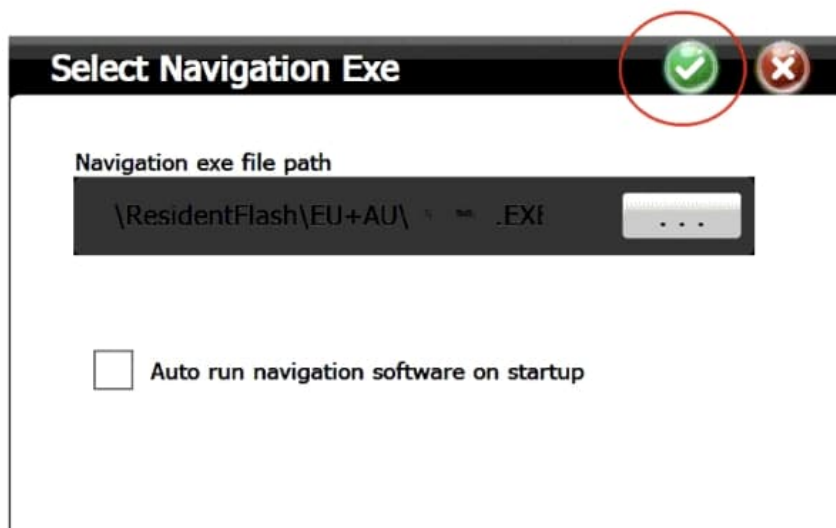 Select Navigation Exe
Navigation exe file path
\ResidentFlash\EU+AU\ .EXE
...
Auto run navigation software on startup